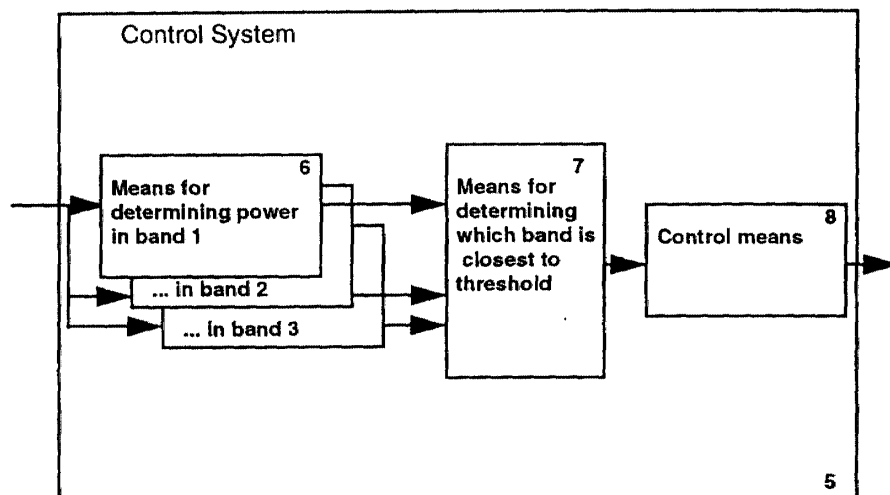 Control System
6
Means for
determining power
in band 1
... in band 2
... in band 3
7
Means for
determining
which band is
closest to
threshold
8
Control means
5